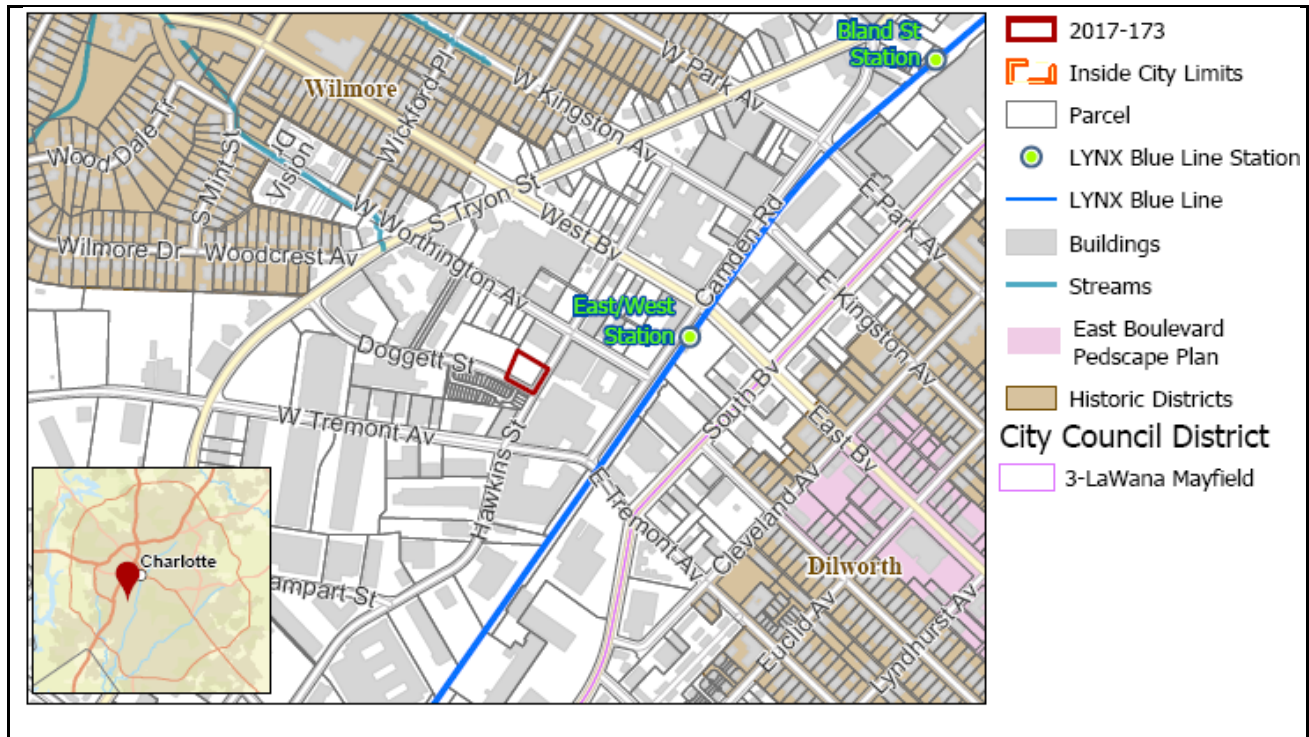 Bland St
Station
W Park Av
Wilmore
Wickford Pl
W Kingston Av
Wood Dale Tr
S Mint St
Vision Dr
S Tryon St
Camden Rd
E Park Av
W Worthington Av
West Bv
Wilmore Dr
Woodcrest Av
East/West
Station
E Kingston Av
Doggett St
South Bv
W Tremont Av
East Bv
Hawkins St
E Tremont Av
Cleveland Av
Dilworth
Charlotte
ampart St
Euclid Av
Lyndhurst Av
2017-173
Inside City Limits
Parcel
LYNX Blue Line Station
LYNX Blue Line
Buildings
Streams
East Boulevard
Pedscape Plan
Historic Districts
City Council District
3-LaWana Mayfield